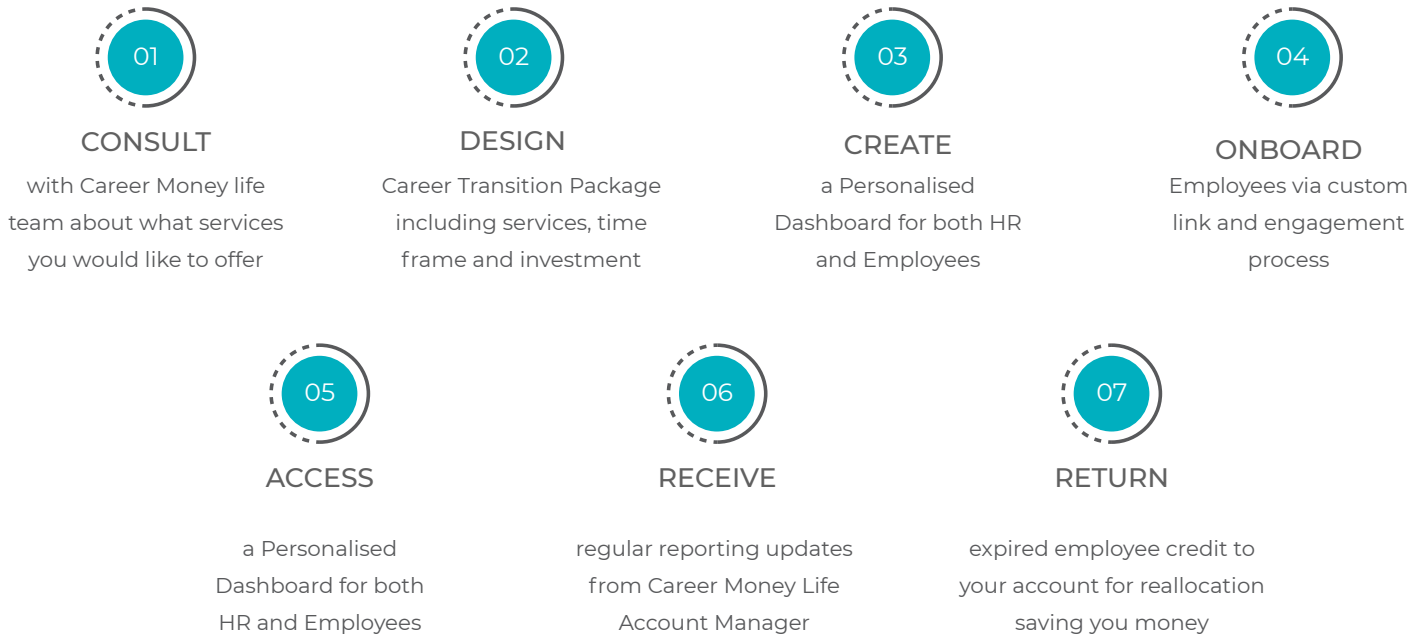 01
CONSULT
with Career Money life
team about what services
you would like to offer
02
DESIGN
Career Transition Package
including services, time
frame and investment
03
CREATE
a Personalised
Dashboard for both HR
and Employees
04
ONBOARD
Employees via custom
link and engagement
process
05
ACCESS
a Personalised
Dashboard for both
HR and Employees
06
RECEIVE
regular reporting updates
from Career Money Life
Account Manager
07
RETURN
expired employee credit to
your account for reallocation
saving you money